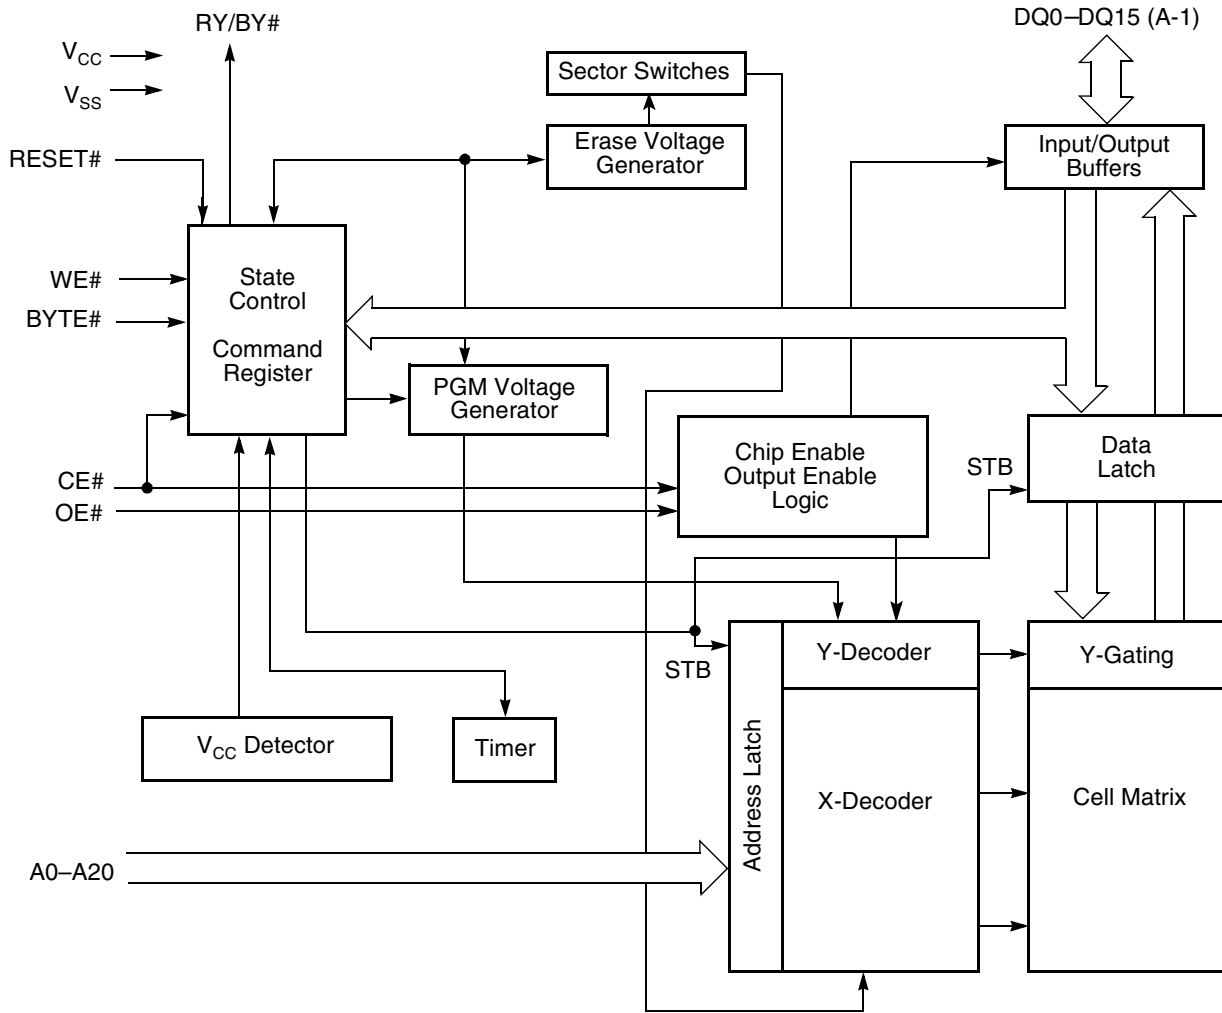 RY/BY#
DQ0–DQ15 (A-1)
VCC
VSS
Sector Switches
RESET#
Erase Voltage
Generator
Input/Output
Buffers
WE#
BYTE#
State
Control
Command
Register
PGM Voltage
Generator
CE#
OE#
Chip Enable
Output Enable
Logic
STB
Data
Latch
STB
Y-Decoder
Y-Gating
VCC Detector
Timer
Address Latch
X-Decoder
Cell Matrix
A0–A20